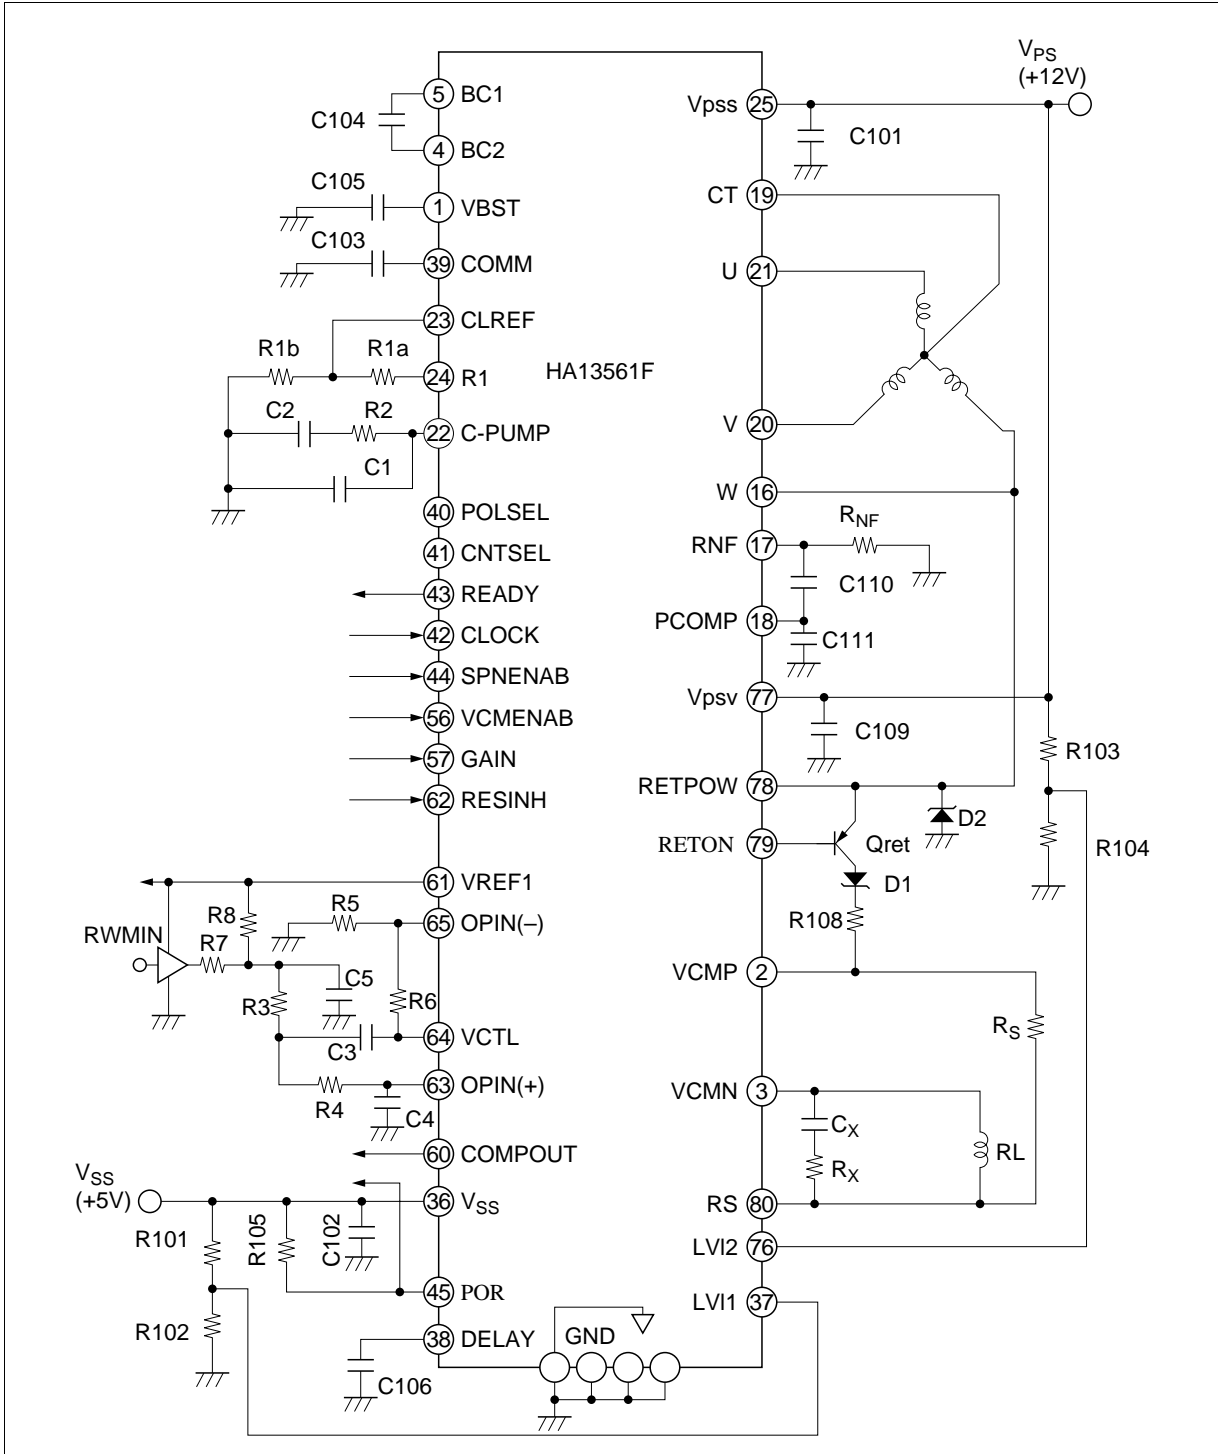 V_PS
(+12V)
5 BC1
C104
4 BC2
C105
1 VBST
C103
39 COMM
23 CLREF
R1b R1a
24 R1
C2 R2
22 C-PUMP
C1
40 POLSEL
41 CNTSEL
43 READY
42 CLOCK
44 SPNENAB
56 VCMENAB
57 GAIN
62 RESINH
61 VREF1
R8 R5
65 OPIN(–)
RWMIN R7
C5
R3 R6
64 VCTL
C3
63 OPIN(+)
R4 C4
60 COMPOUT
V_SS
(+5V)
36 V_SS
R101 R105 C102
45 POR
R102
38 DELAY
C106
HA13561F
GND
Vpss 25
C101
CT 19
U 21
V 20
W 16
R_NF
RNF 17
C110
PCOMP 18
C111
Vpsv 77
C109
R103
RETPOW 78
D2
RETON 79
Qret
R104
D1
R108
VCMP 2
R_S
VCMN 3
C_X
RL
R_X
RS 80
LVI2 76
LVI1 37